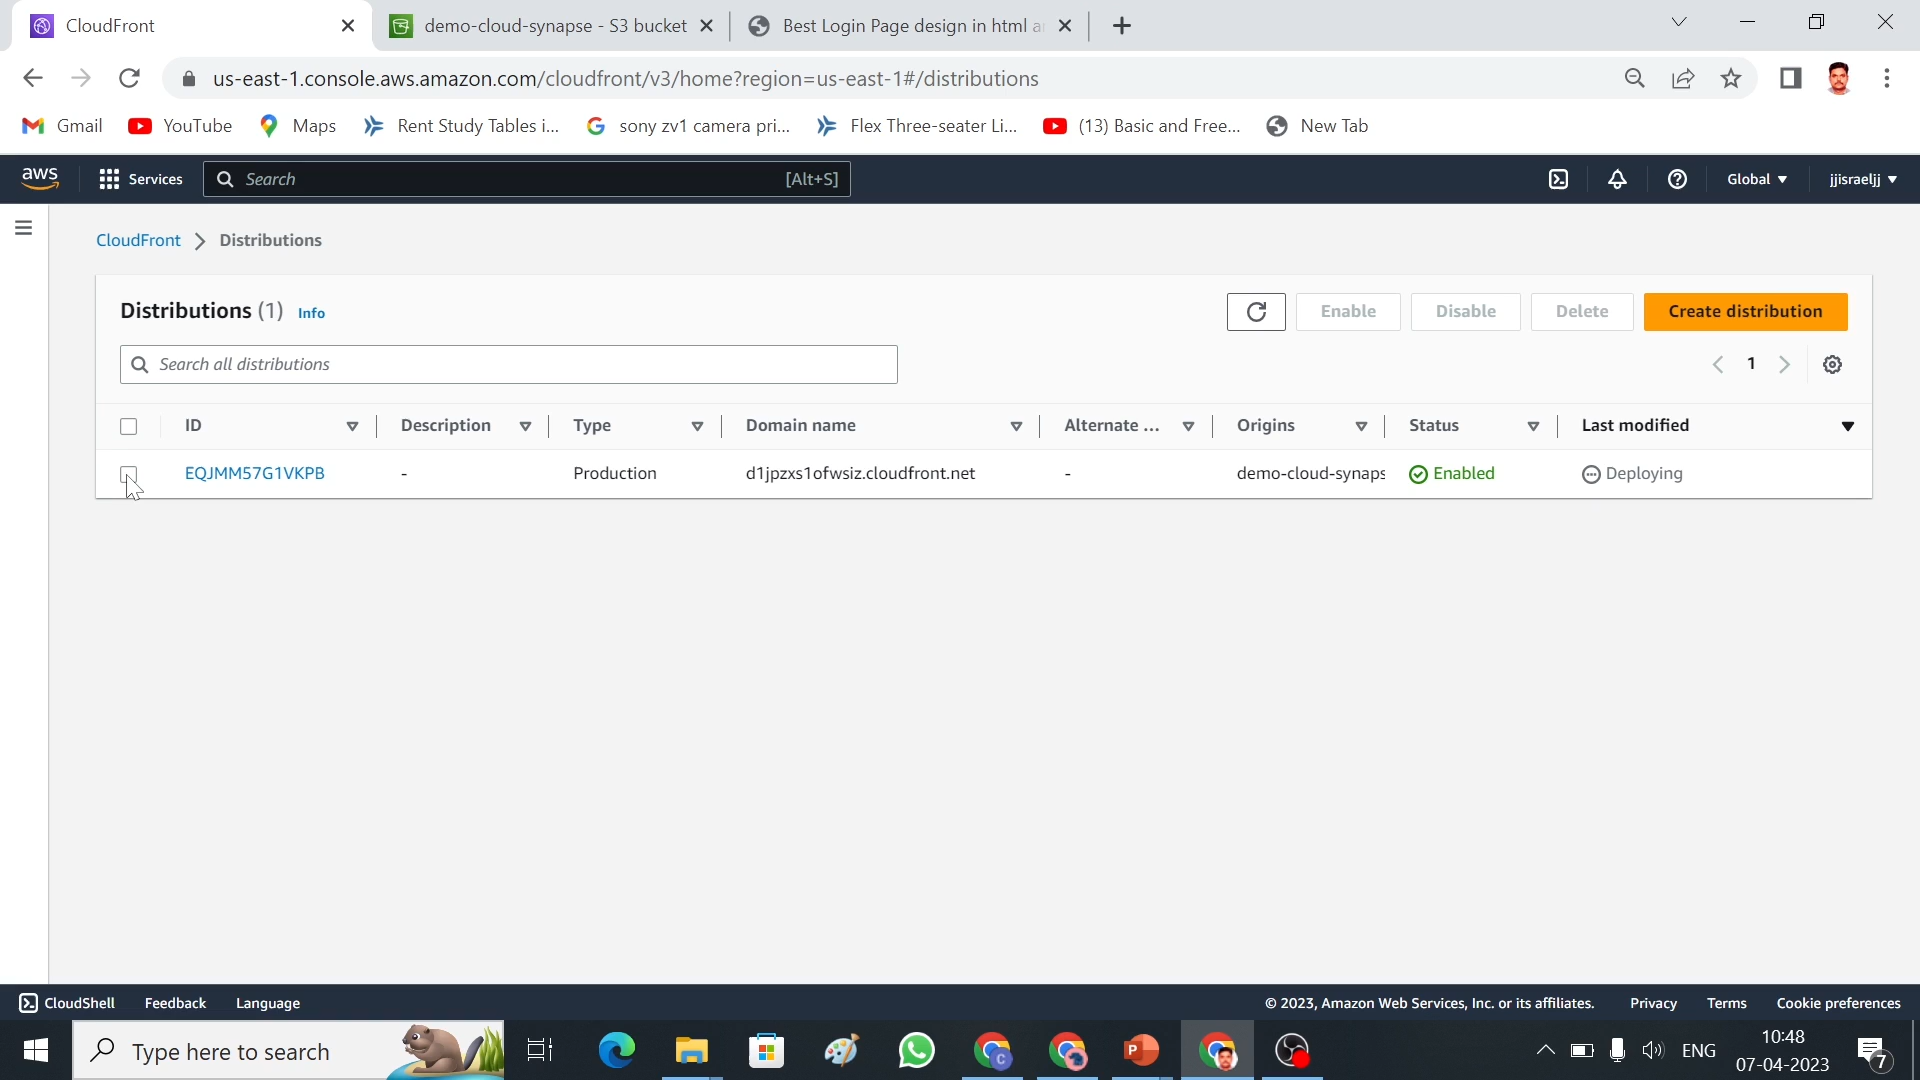 CloudFront
demo-cloud-synapse - S3 bucket
Best Login Page design in html a
us-east-1.console.aws.amazon.com/cloudfront/v3/home?region=us-east-1#/distributions
Gmail
YouTube
Maps
Rent Study Tables i...
sony zv1 camera pri...
Flex Three-seater Li...
(13) Basic and Free...
New Tab
aws
Services
Search
[Alt+S]
Global
jjisraeljj
CloudFront
Distributions
Distributions (1) Info
Enable
Disable
Delete
Create distribution
Search all distributions
1
ID
Description
Type
Domain name
Alternate ...
Origins
Status
Last modified
EQJMM57G1VKPB
-
Production
d1jpzxs1ofwsiz.cloudfront.net
-
demo-cloud-synaps
Enabled
Deploying
CloudShell
Feedback
Language
© 2023, Amazon Web Services, Inc. or its affiliates.
Privacy
Terms
Cookie preferences
Type here to search
ENG
10:48
07-04-2023
7